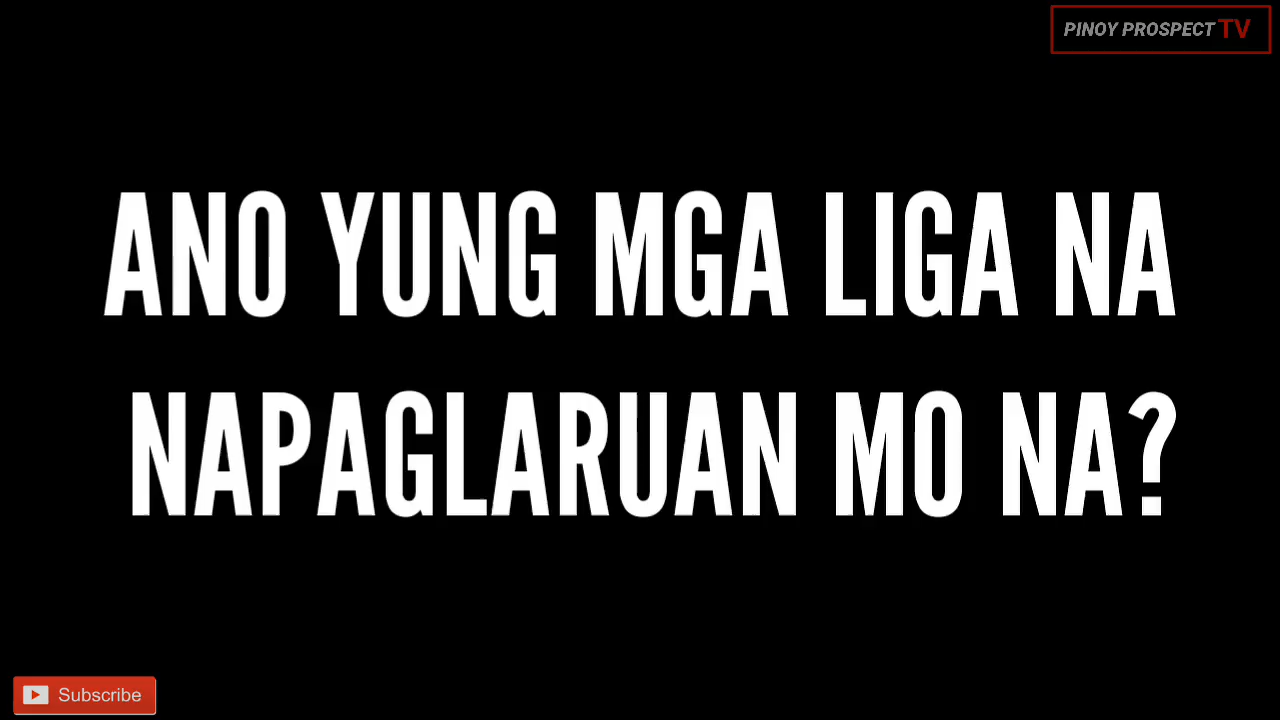 PINOY PROSPECT TV
ANO YUNG MGA LIGA NA
NAPAGLARUAN MO NA?
Subscribe